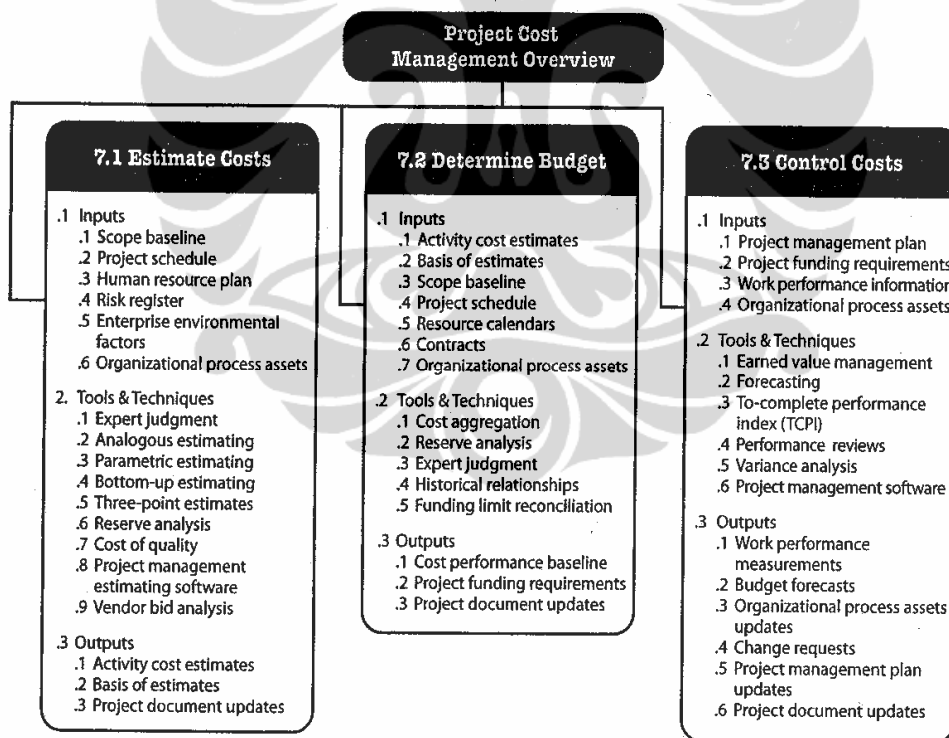 Project Cost
Management Overview
7.1 Estimate Costs
.1 Inputs
.1 Scope baseline
.2 Project schedule
.3 Human resource plan
.4 Risk register
.5 Enterprise environmental
factors
.6 Organizational process assets
2. Tools & Techniques
.1 Expert judgment
.2 Analogous estimating
.3 Parametric estimating
.4 Bottom-up estimating
.5 Three-point estimates
.6 Reserve analysis
.7 Cost of quality
.8 Project management
estimating software
.9 Vendor bid analysis
.3 Outputs
.1 Activity cost estimates
.2 Basis of estimates
.3 Project document updates
7.2 Determine Budget
.1 Inputs
.1 Activity cost estimates
.2 Basis of estimates
.3 Scope baseline
.4 Project schedule
.5 Resource calendars
.6 Contracts
.7 Organizational process assets
.2 Tools & Techniques
.1 Cost aggregation
.2 Reserve analysis
.3 Expert judgment
.4 Historical relationships
.5 Funding limit reconciliation
.3 Outputs
.1 Cost performance baseline
.2 Project funding requirements
.3 Project document updates
7.3 Control Costs
.1 Inputs
.1 Project management plan
.2 Project funding requirements
.3 Work performance information
.4 Organizational process assets
.2 Tools & Techniques
.1 Earned value management
.2 Forecasting
.3 To-complete performance
index (TCPI)
.4 Performance reviews
.5 Variance analysis
.6 Project management software
.3 Outputs
.1 Work performance
measurements
.2 Budget forecasts
.3 Organizational process assets
updates
.4 Change requests
.5 Project management plan
updates
.6 Project document updates